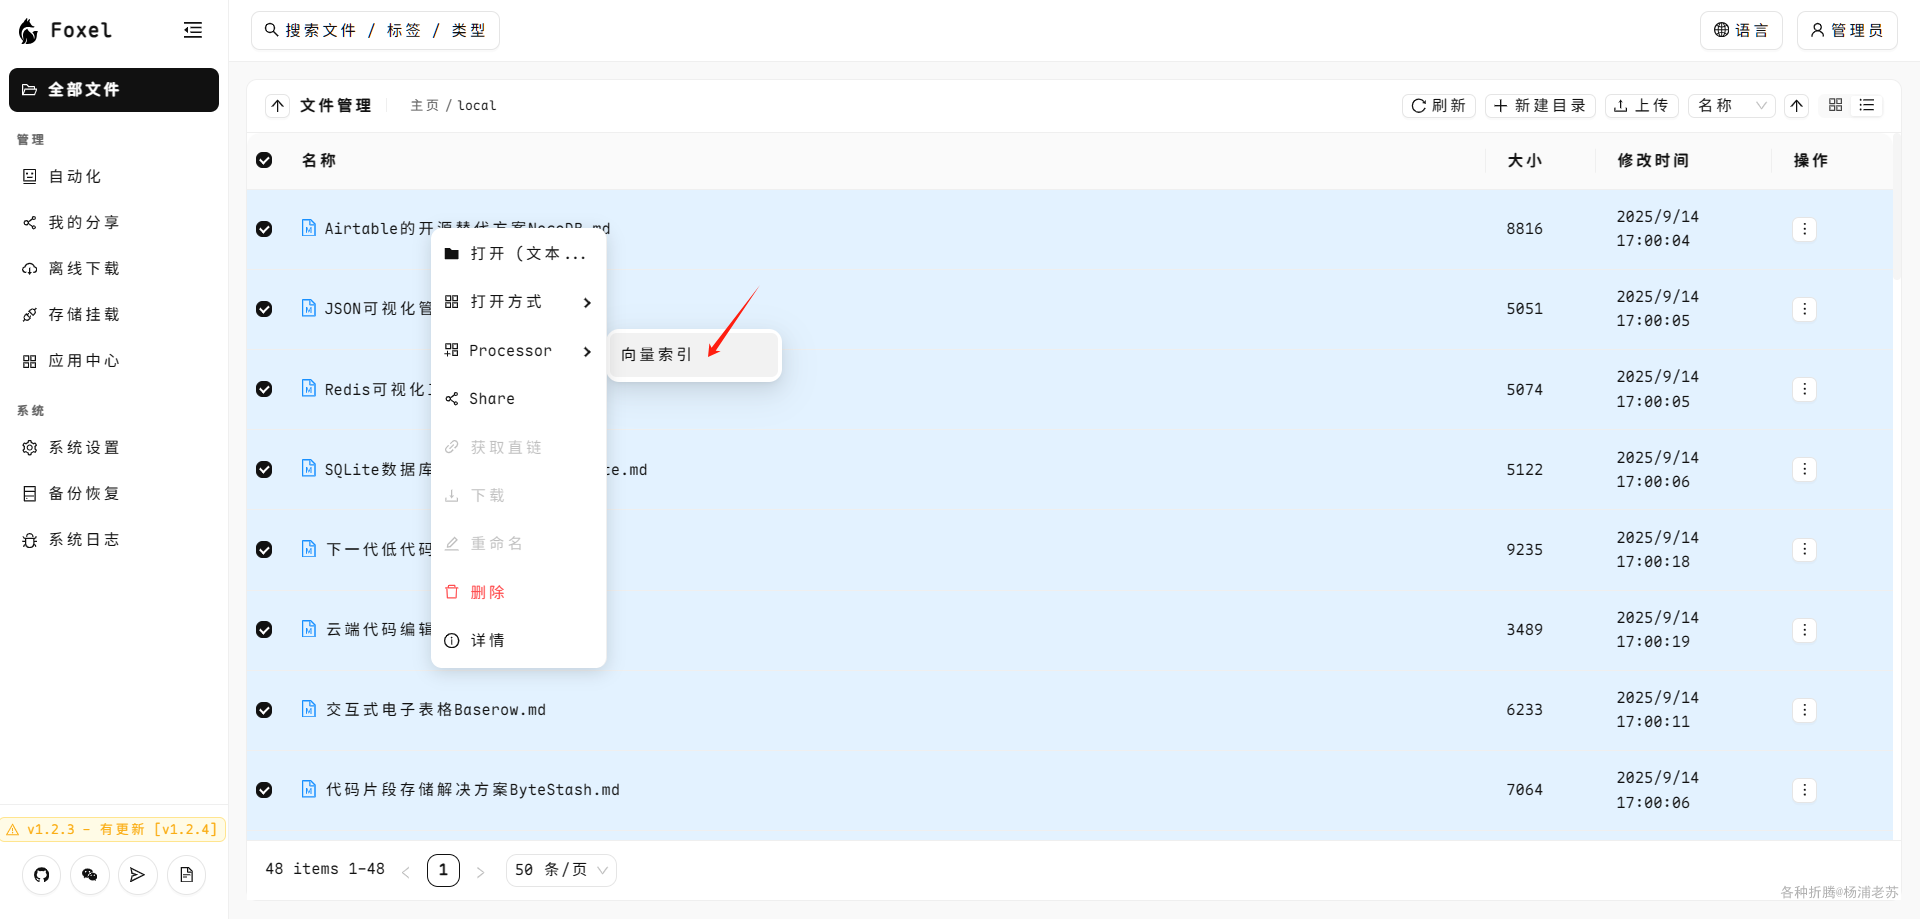 Foxel
搜索文件 / 标签 / 类型
语言
管理员
全部文件
管理
自动化
我的分享
离线下载
存储挂载
应用中心
系统
系统设置
备份恢复
系统日志
v1.2.3 - 有更新 [v1.2.4]
文件管理
主页 / local
刷新
新建目录
上传
名称
名称
大小
修改时间
操作
Airtable的开源替代方案NocoDB.md
8816
2025/9/14
17:00:04
JSON可视化管
5051
2025/9/14
17:00:05
Redis可视化
5074
2025/9/14
17:00:05
SQLite数据库
te.md
5122
2025/9/14
17:00:06
下一代低代码
9235
2025/9/14
17:00:18
云端代码编辑
3489
2025/9/14
17:00:19
交互式电子表格Baserow.md
6233
2025/9/14
17:00:11
代码片段存储解决方案ByteStash.md
7064
2025/9/14
17:00:06
打开 (文本...
打开方式
Processor
向量索引
Share
获取直链
下载
重命名
删除
详情
48 items 1-48
1
50 条/页
各种折腾@杨浦老苏